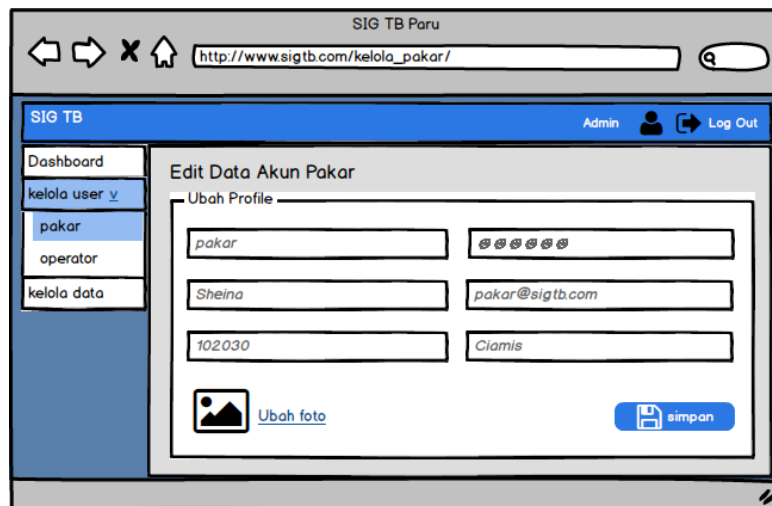 SIG TB Paru
http://www.sigtb.com/kelola_pakar/
SIG TB
Admin
Log Out
Dashboard
kelola user v
pakar
operator
kelola data
Edit Data Akun Pakar
Ubah Profile
pakar
Sheina
pakar@sigtb.com
102030
Ciamis
Ubah foto
simpan